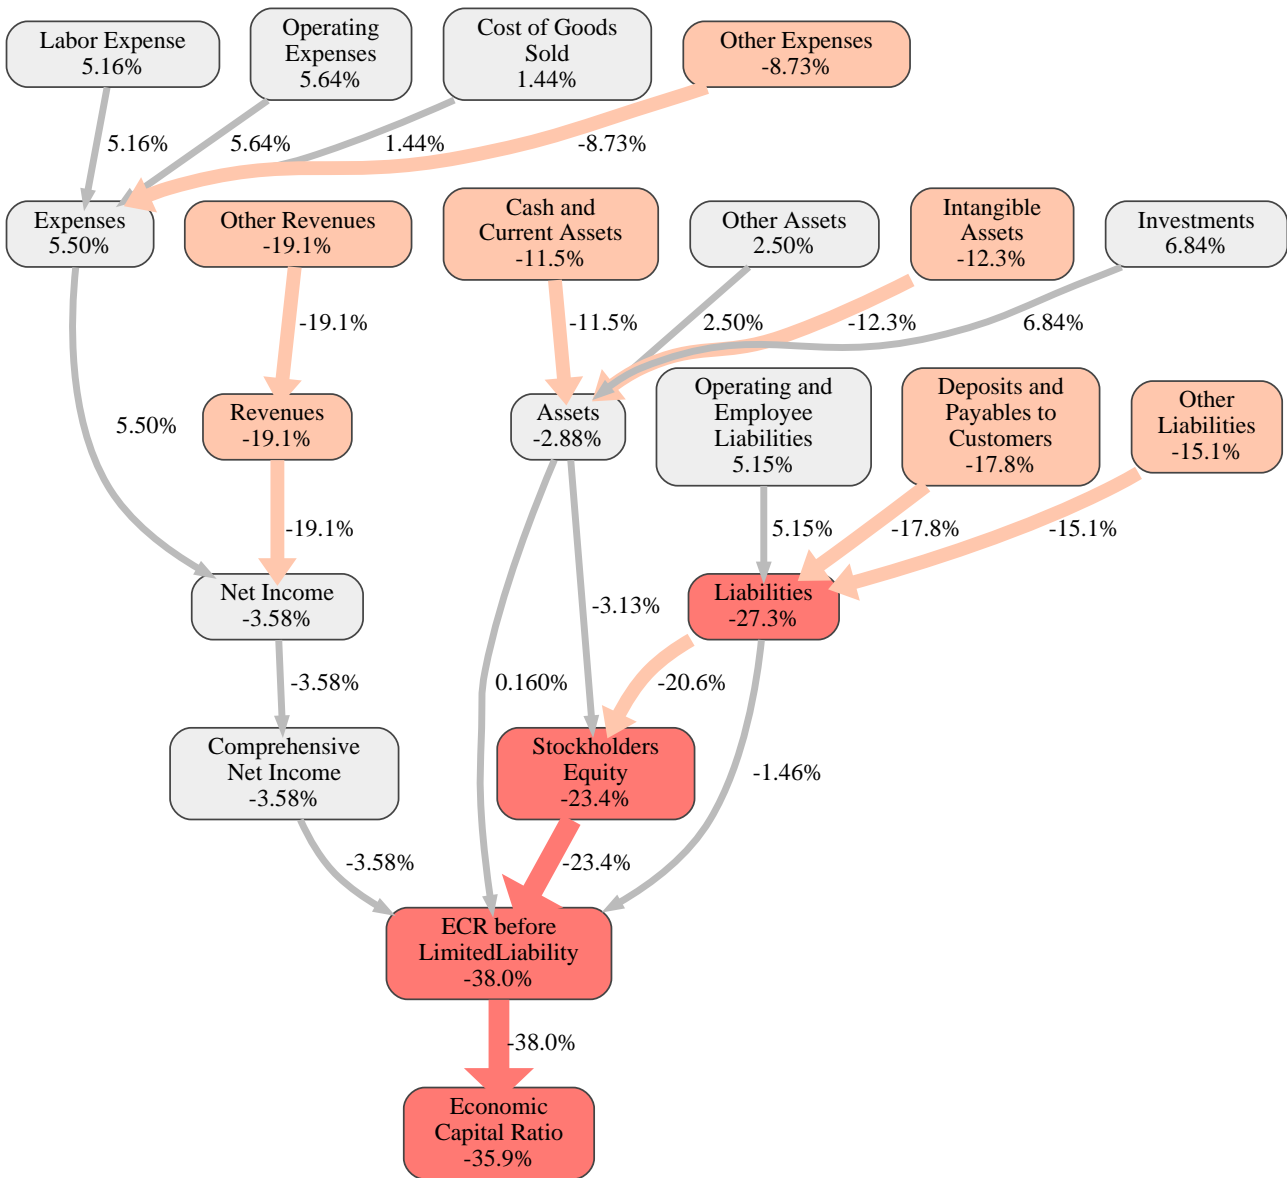 Labor Expense
5.16%
Operating
Expenses
5.64%
Cost of Goods
Sold
1.44%
Other Expenses
-8.73%
5.16%
5.64%
1.44%
-8.73%
Expenses
5.50%
Other Revenues
-19.1%
Cash and
Current Assets
-11.5%
Other Assets
2.50%
Intangible
Assets
-12.3%
Investments
6.84%
-19.1%
-11.5%
2.50%
-12.3%
6.84%
5.50%
Revenues
-19.1%
Assets
-2.88%
Operating and
Employee
Liabilities
5.15%
Deposits and
Payables to
Customers
-17.8%
Other
Liabilities
-15.1%
-19.1%
5.15%
-17.8%
-15.1%
Net Income
-3.58%
-3.13%
Liabilities
-27.3%
-3.58%
0.160%
-20.6%
-1.46%
Comprehensive
Net Income
-3.58%
Stockholders
Equity
-23.4%
-3.58%
-23.4%
ECR before
LimitedLiability
-38.0%
-38.0%
Economic
Capital Ratio
-35.9%